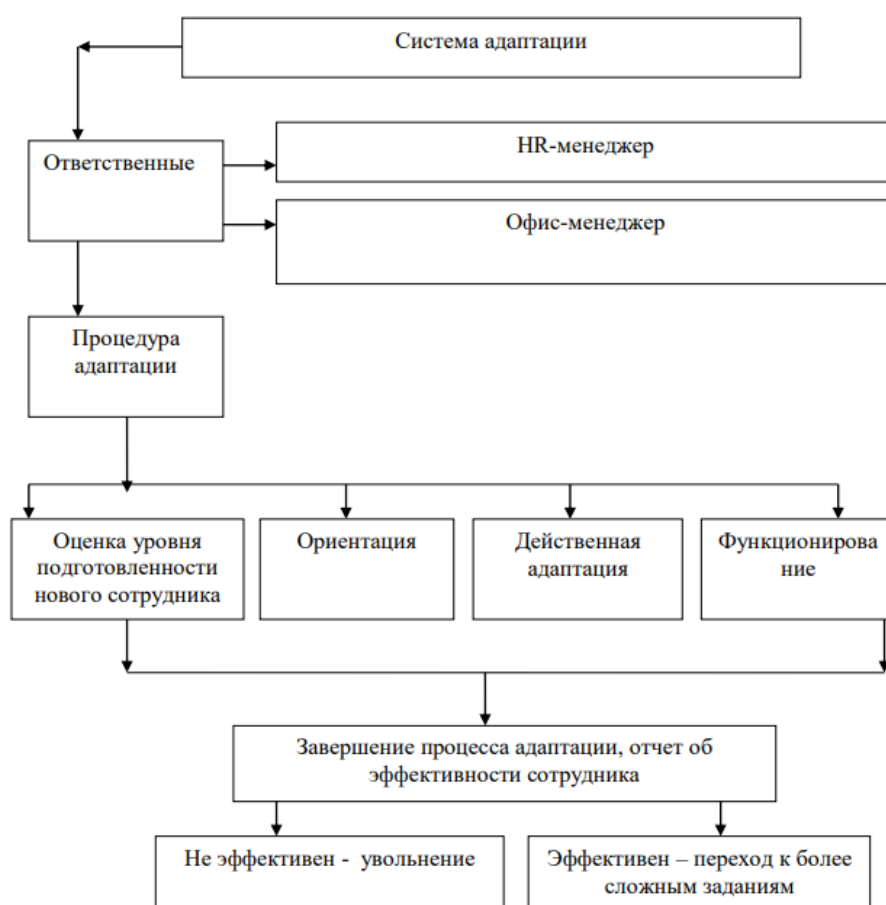 Система адаптации
Ответственные
HR-менеджер
Офис-менеджер
Процедура
адаптации
Оценка уровня
подготовленности
нового сотрудника
Ориентация
Действенная
адаптация
Функционирова
ние
Завершение процесса адаптации, отчет об
эффективности сотрудника
Не эффективен - увольнение
Эффективен – переход к более
сложным заданиям